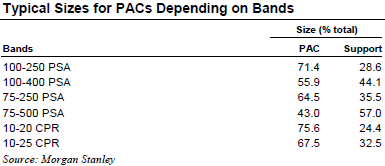 Typical Sizes for PACs Depending on Bands
Size (% total)
Bands PAC Support
100-250 PSA 71.4 28.6
100-400 PSA 55.9 44.1
75-250 PSA 64.5 35.5
75-500 PSA 43.0 57.0
10-20 CPR 75.6 24.4
10-25 CPR 67.5 32.5
Source: Morgan Stanley